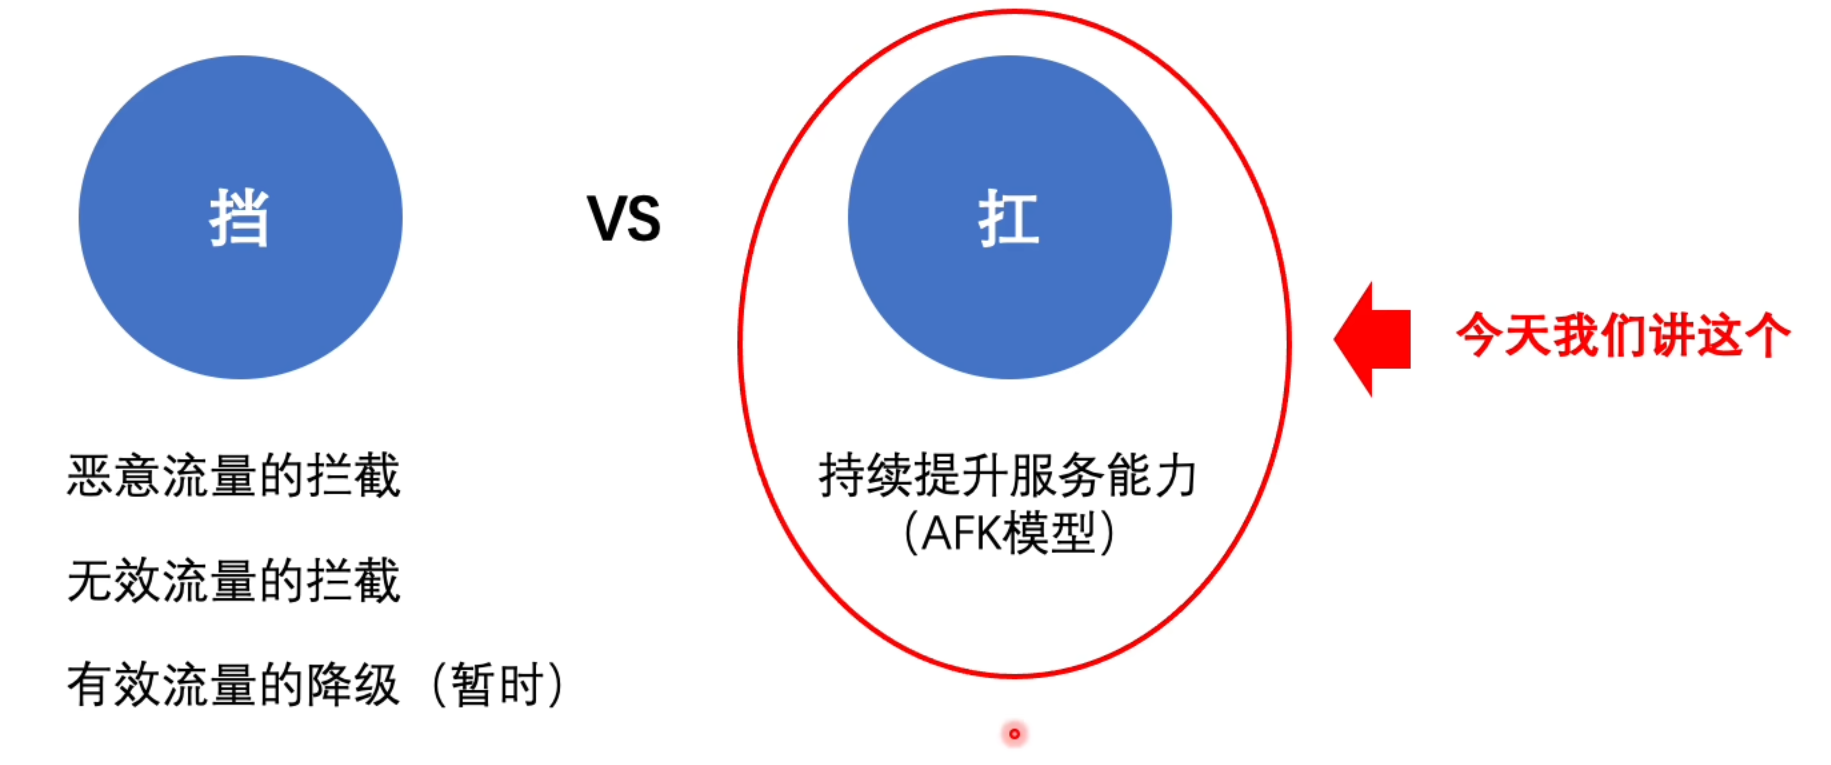 挡
VS
扛
今天我们讲这个
恶意流量的拦截
无效流量的拦截
有效流量的降级（暂时）
持续提升服务能力
（AFK模型）